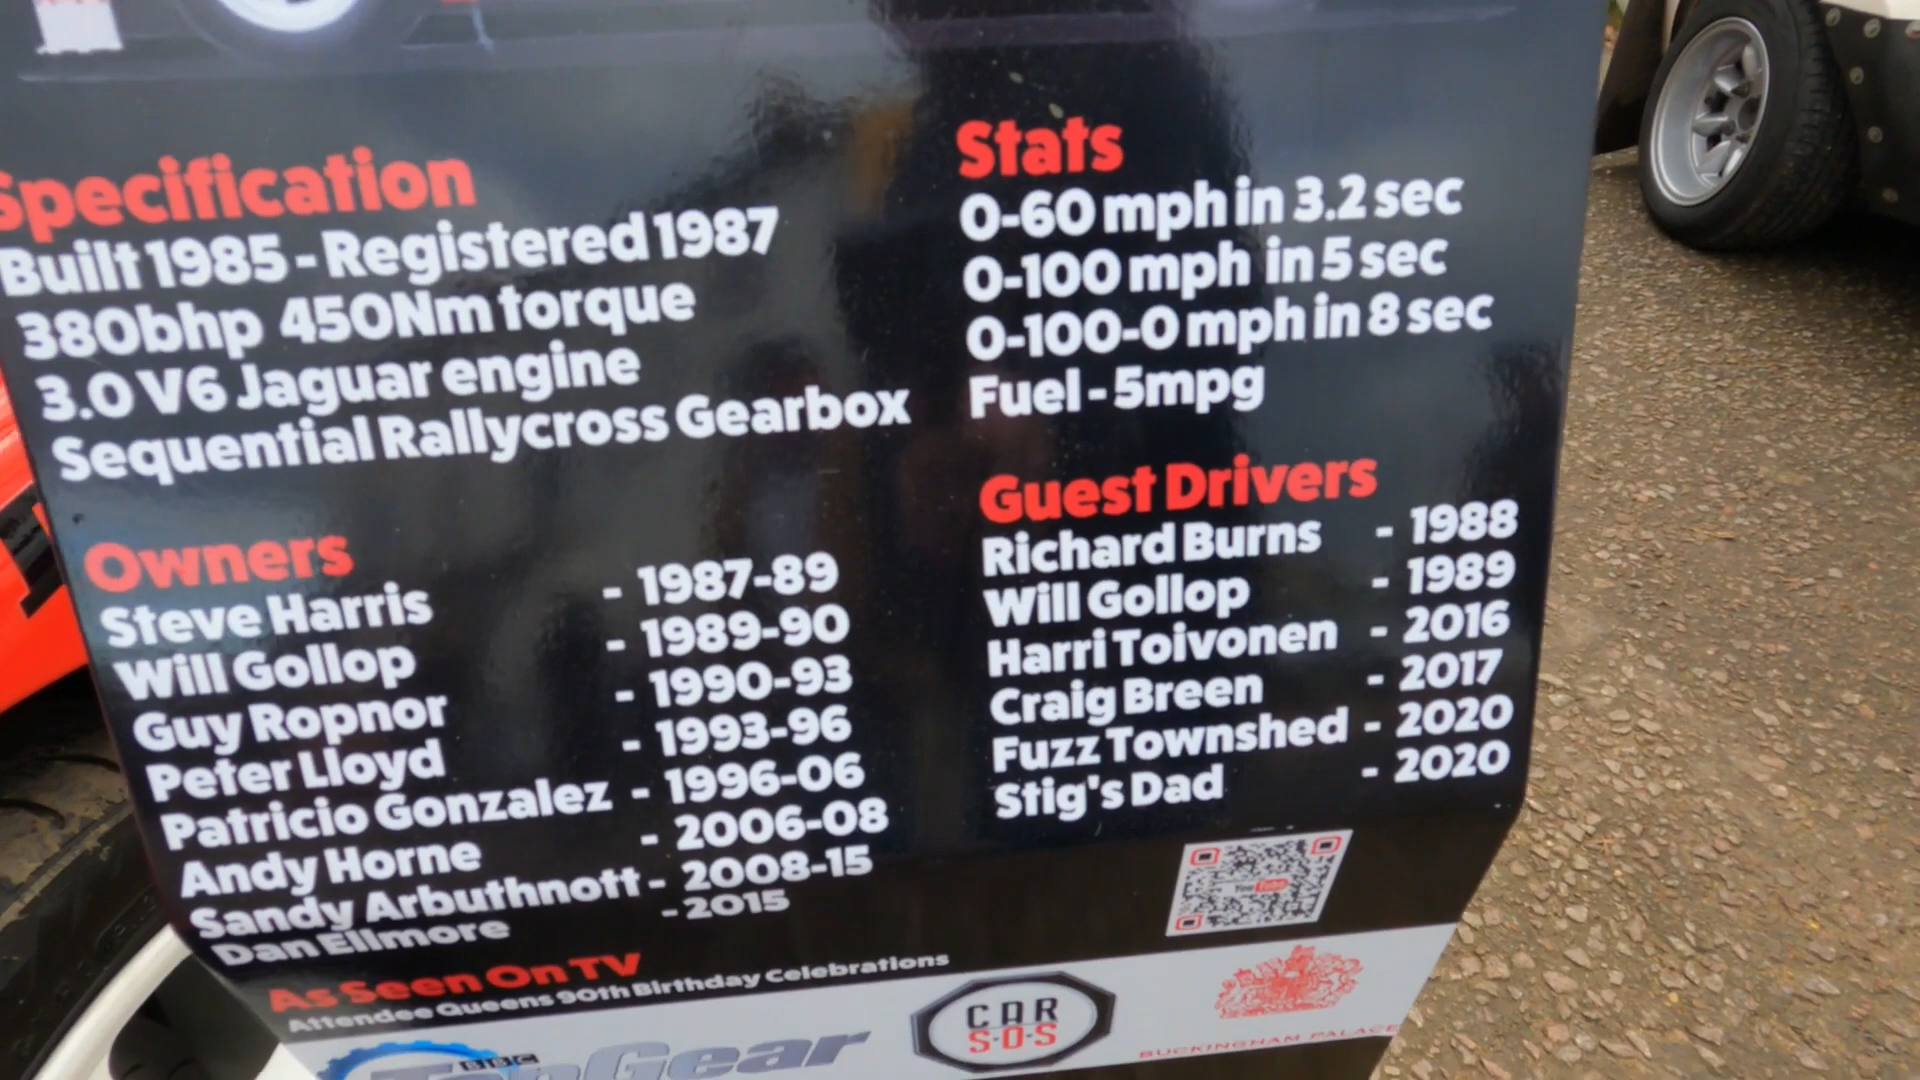 Specification
Built 1985 - Registered 1987
380bhp 450Nm torque
3.0 V6 Jaguar engine
Sequential Rallycross Gearbox
Stats
0-60 mph in 3.2 sec
0-100 mph in 5 sec
0-100-0 mph in 8 sec
Fuel - 5mpg
Owners
Steve Harris - 1987-89
Will Gollop - 1989-90
Guy Ropnor - 1990-93
Peter Lloyd - 1993-96
Patricio Gonzalez - 1996-06
Andy Horne - 2006-08
Sandy Arbuthnott - 2008-15
Dan Ellmore - 2015
Guest Drivers
Richard Burns - 1988
Will Gollop - 1989
Harri Toivonen - 2016
Craig Breen - 2017
Fuzz Townshed - 2020
Stig's Dad - 2020
YouTube
As Seen On TV
Attendee Queens 90th Birthday Celebrations
BBC
TopGear
CAR
S·O·S
BUCKINGHAM PALACE